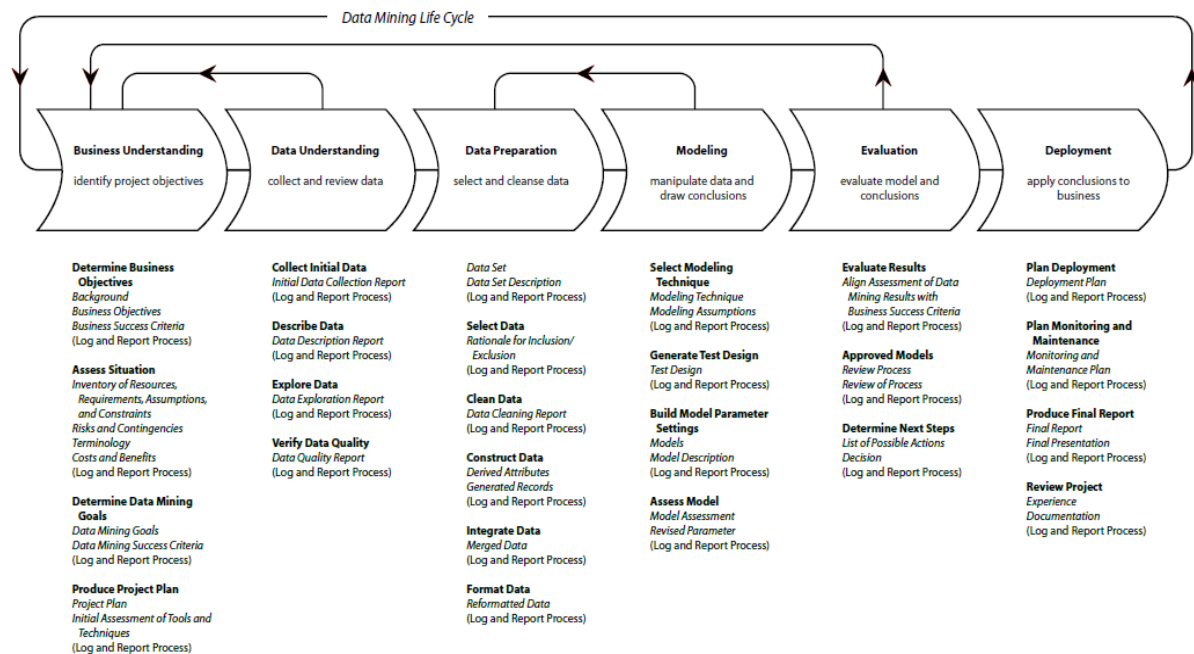 Data Mining Life Cycle
Business Understanding
identify project objectives
Data Understanding
collect and review data
Data Preparation
select and cleanse data
Modeling
manipulate data and
draw conclusions
Evaluation
evaluate model and
conclusions
Deployment
apply conclusions to
business
Determine Business
Objectives
Background
Business Objectives
Business Success Criteria
(Log and Report Process)
Assess Situation
Inventory of Resources,
Requirements, Assumptions,
and Constraints
Risks and Contingencies
Terminology
Costs and Benefits
(Log and Report Process)
Determine Data Mining
Goals
Data Mining Goals
Data Mining Success Criteria
(Log and Report Process)
Produce Project Plan
Project Plan
Initial Assessment of Tools and
Techniques
(Log and Report Process)
Collect Initial Data
Initial Data Collection Report
(Log and Report Process)
Describe Data
Data Description Report
(Log and Report Process)
Explore Data
Data Exploration Report
(Log and Report Process)
Verify Data Quality
Data Quality Report
(Log and Report Process)
Data Set
Data Set Description
(Log and Report Process)
Select Data
Rationale for Inclusion/
Exclusion
(Log and Report Process)
Clean Data
Data Cleaning Report
(Log and Report Process)
Construct Data
Derived Attributes
Generated Records
(Log and Report Process)
Integrate Data
Merged Data
(Log and Report Process)
Format Data
Reformatted Data
(Log and Report Process)
Select Modeling
Technique
Modeling Technique
Modeling Assumptions
(Log and Report Process)
Generate Test Design
Test Design
(Log and Report Process)
Build Model Parameter
Settings
Models
Model Description
(Log and Report Process)
Assess Model
Model Assessment
Revised Parameter
(Log and Report Process)
Evaluate Results
Align Assessment of Data
Mining Results with
Business Success Criteria
(Log and Report Process)
Approved Models
Review Process
Review of Process
(Log and Report Process)
Determine Next Steps
List of Possible Actions
Decision
(Log and Report Process)
Plan Deployment
Deployment Plan
(Log and Report Process)
Plan Monitoring and
Maintenance
Monitoring and
Maintenance Plan
(Log and Report Process)
Produce Final Report
Final Report
Final Presentation
(Log and Report Process)
Review Project
Experience
Documentation
(Log and Report Process)